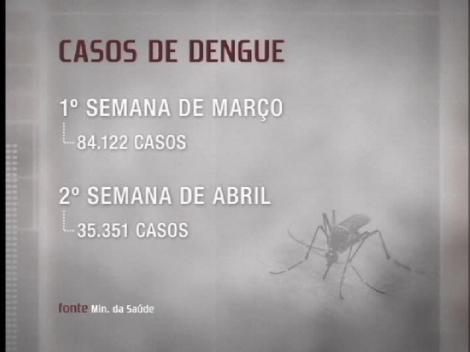 CASOS DE DENGUE
1º SEMANA DE MARÇO
84.122 CASOS
2º SEMANA DE ABRIL
35.351 CASOS
fonte Min. da Saúde